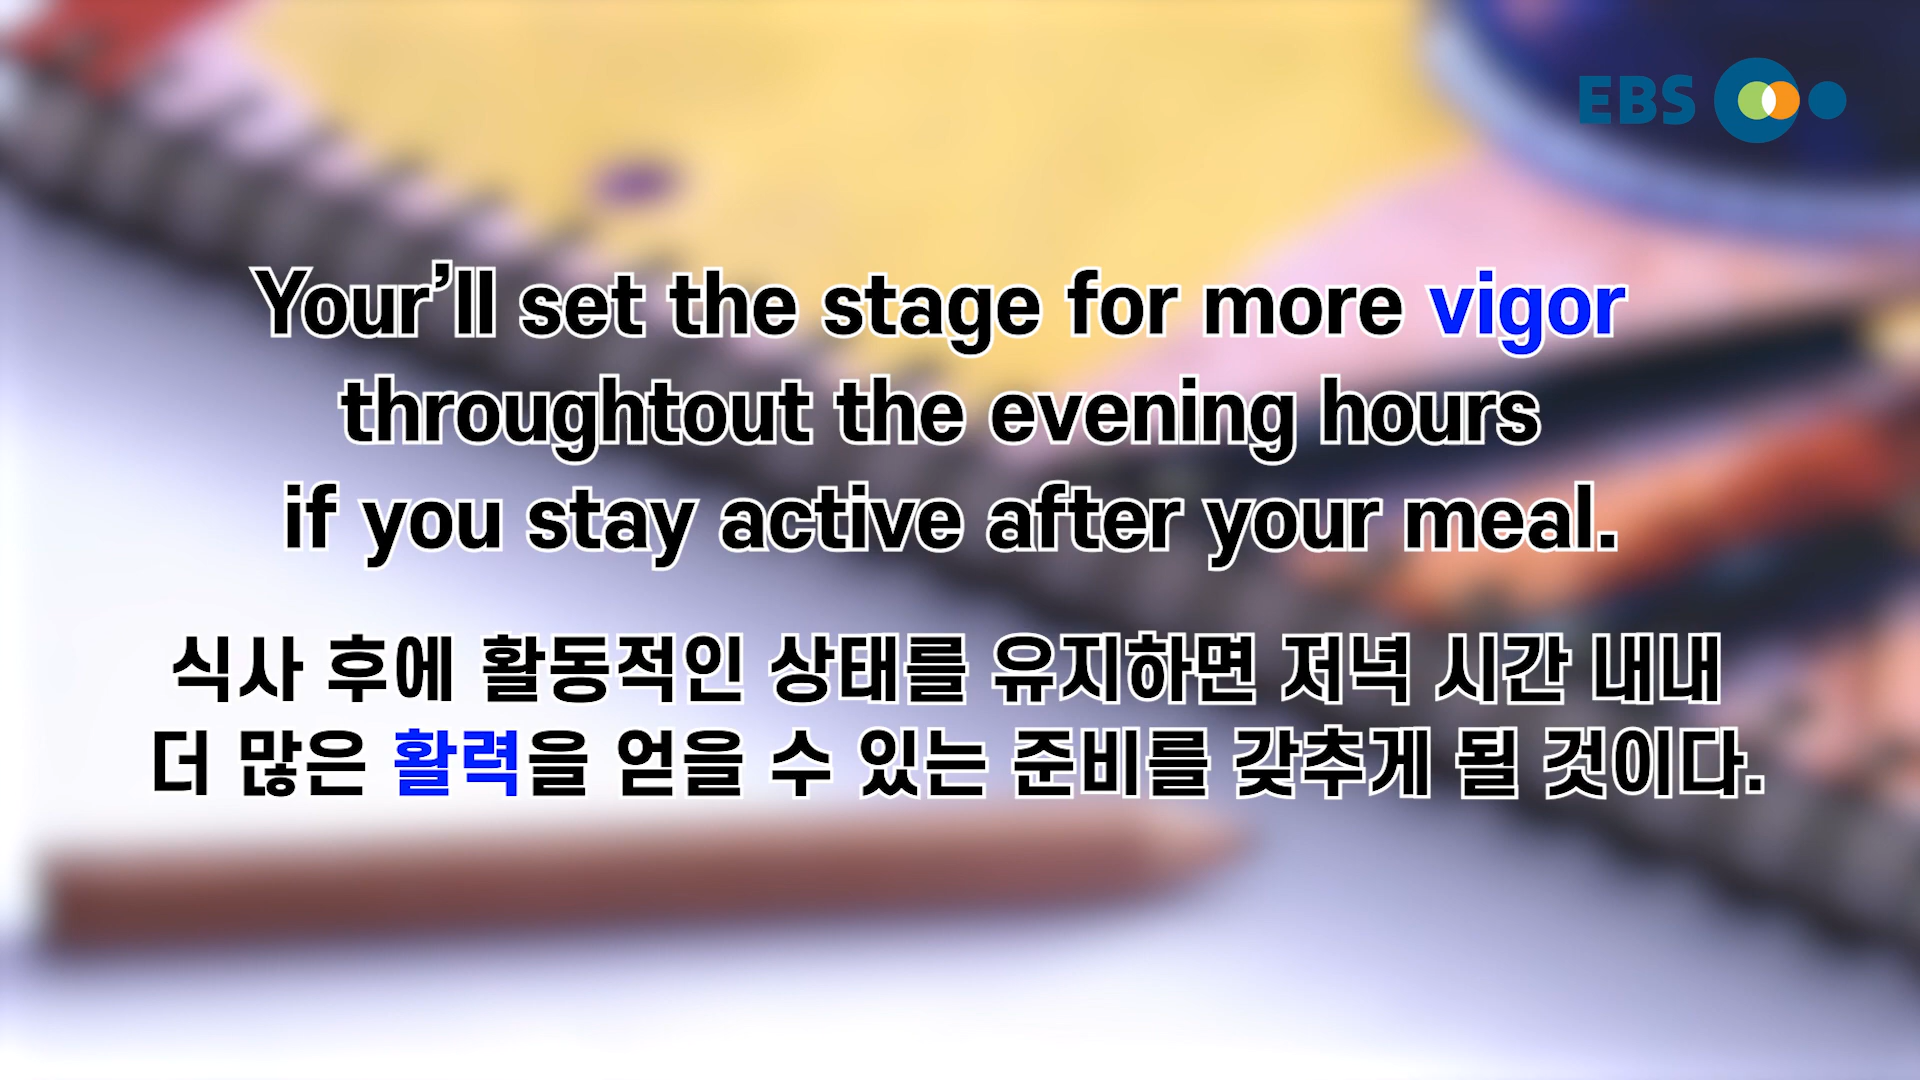 EBS
Your’ll set the stage for more vigor
throughtout the evening hours
if you stay active after your meal.
식사 후에 활동적인 상태를 유지하면 저녁 시간 내내
더 많은 활력을 얻을 수 있는 준비를 갖추게 될 것이다.